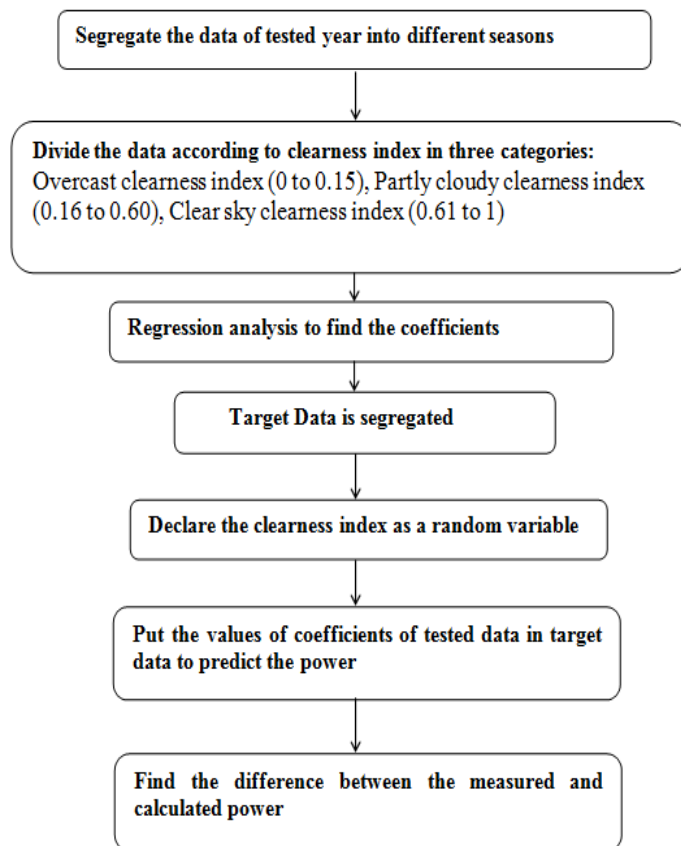 Segregate the data of tested year into different seasons
Divide the data according to clearness index in three categories:
Overcast clearness index (0 to 0.15), Partly cloudy clearness index
(0.16 to 0.60), Clear sky clearness index (0.61 to 1)
Regression analysis to find the coefficients
Target Data is segregated
Declare the clearness index as a random variable
Put the values of coefficients of tested data in target
data to predict the power
Find the difference between the measured and
calculated power